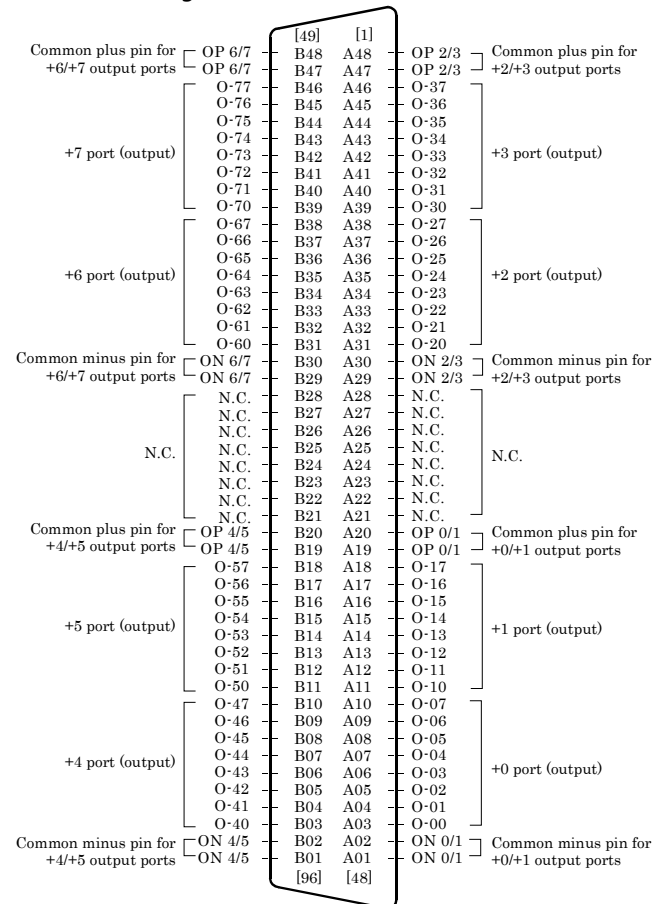 [49] [1]
Common plus pin for +6/+7 output ports OP 6/7 B48 A48 OP 2/3 Common plus pin for +2/+3 output ports
OP 6/7 B47 A47 OP 2/3
O-77 B46 A46 O-37
O-76 B45 A45 O-36
O-75 B44 A44 O-35
O-74 B43 A43 O-34
+7 port (output) O-73 B42 A42 O-33 +3 port (output)
O-72 B41 A41 O-32
O-71 B40 A40 O-31
O-70 B39 A39 O-30
O-67 B38 A38 O-27
O-66 B37 A37 O-26
O-65 B36 A36 O-25
+6 port (output) O-64 B35 A35 O-24 +2 port (output)
O-63 B34 A34 O-23
O-62 B33 A33 O-22
O-61 B32 A32 O-21
O-60 B31 A31 O-20
Common minus pin for +6/+7 output ports ON 6/7 B30 A30 ON 2/3 Common minus pin for +2/+3 output ports
ON 6/7 B29 A29 ON 2/3
N.C. B28 A28 N.C.
N.C. B27 A27 N.C.
N.C. B26 A26 N.C.
N.C. N.C. B25 A25 N.C. N.C.
N.C. B24 A24 N.C.
N.C. B23 A23 N.C.
N.C. B22 A22 N.C.
N.C. B21 A21 N.C.
Common plus pin for +4/+5 output ports OP 4/5 B20 A20 OP 0/1 Common plus pin for +0/+1 output ports
OP 4/5 B19 A19 OP 0/1
O-57 B18 A18 O-17
O-56 B17 A17 O-16
O-55 B16 A16 O-15
+5 port (output) O-54 B15 A15 O-14 +1 port (output)
O-53 B14 A14 O-13
O-52 B13 A13 O-12
O-51 B12 A12 O-11
O-50 B11 A11 O-10
O-47 B10 A10 O-07
O-46 B09 A09 O-06
O-45 B08 A08 O-05
+4 port (output) O-44 B07 A07 O-04 +0 port (output)
O-43 B06 A06 O-03
O-42 B05 A05 O-02
O-41 B04 A04 O-01
O-40 B03 A03 O-00
Common minus pin for +4/+5 output ports ON 4/5 B02 A02 ON 0/1 Common minus pin for +0/+1 output ports
ON 4/5 B01 A01 ON 0/1
[96] [48]